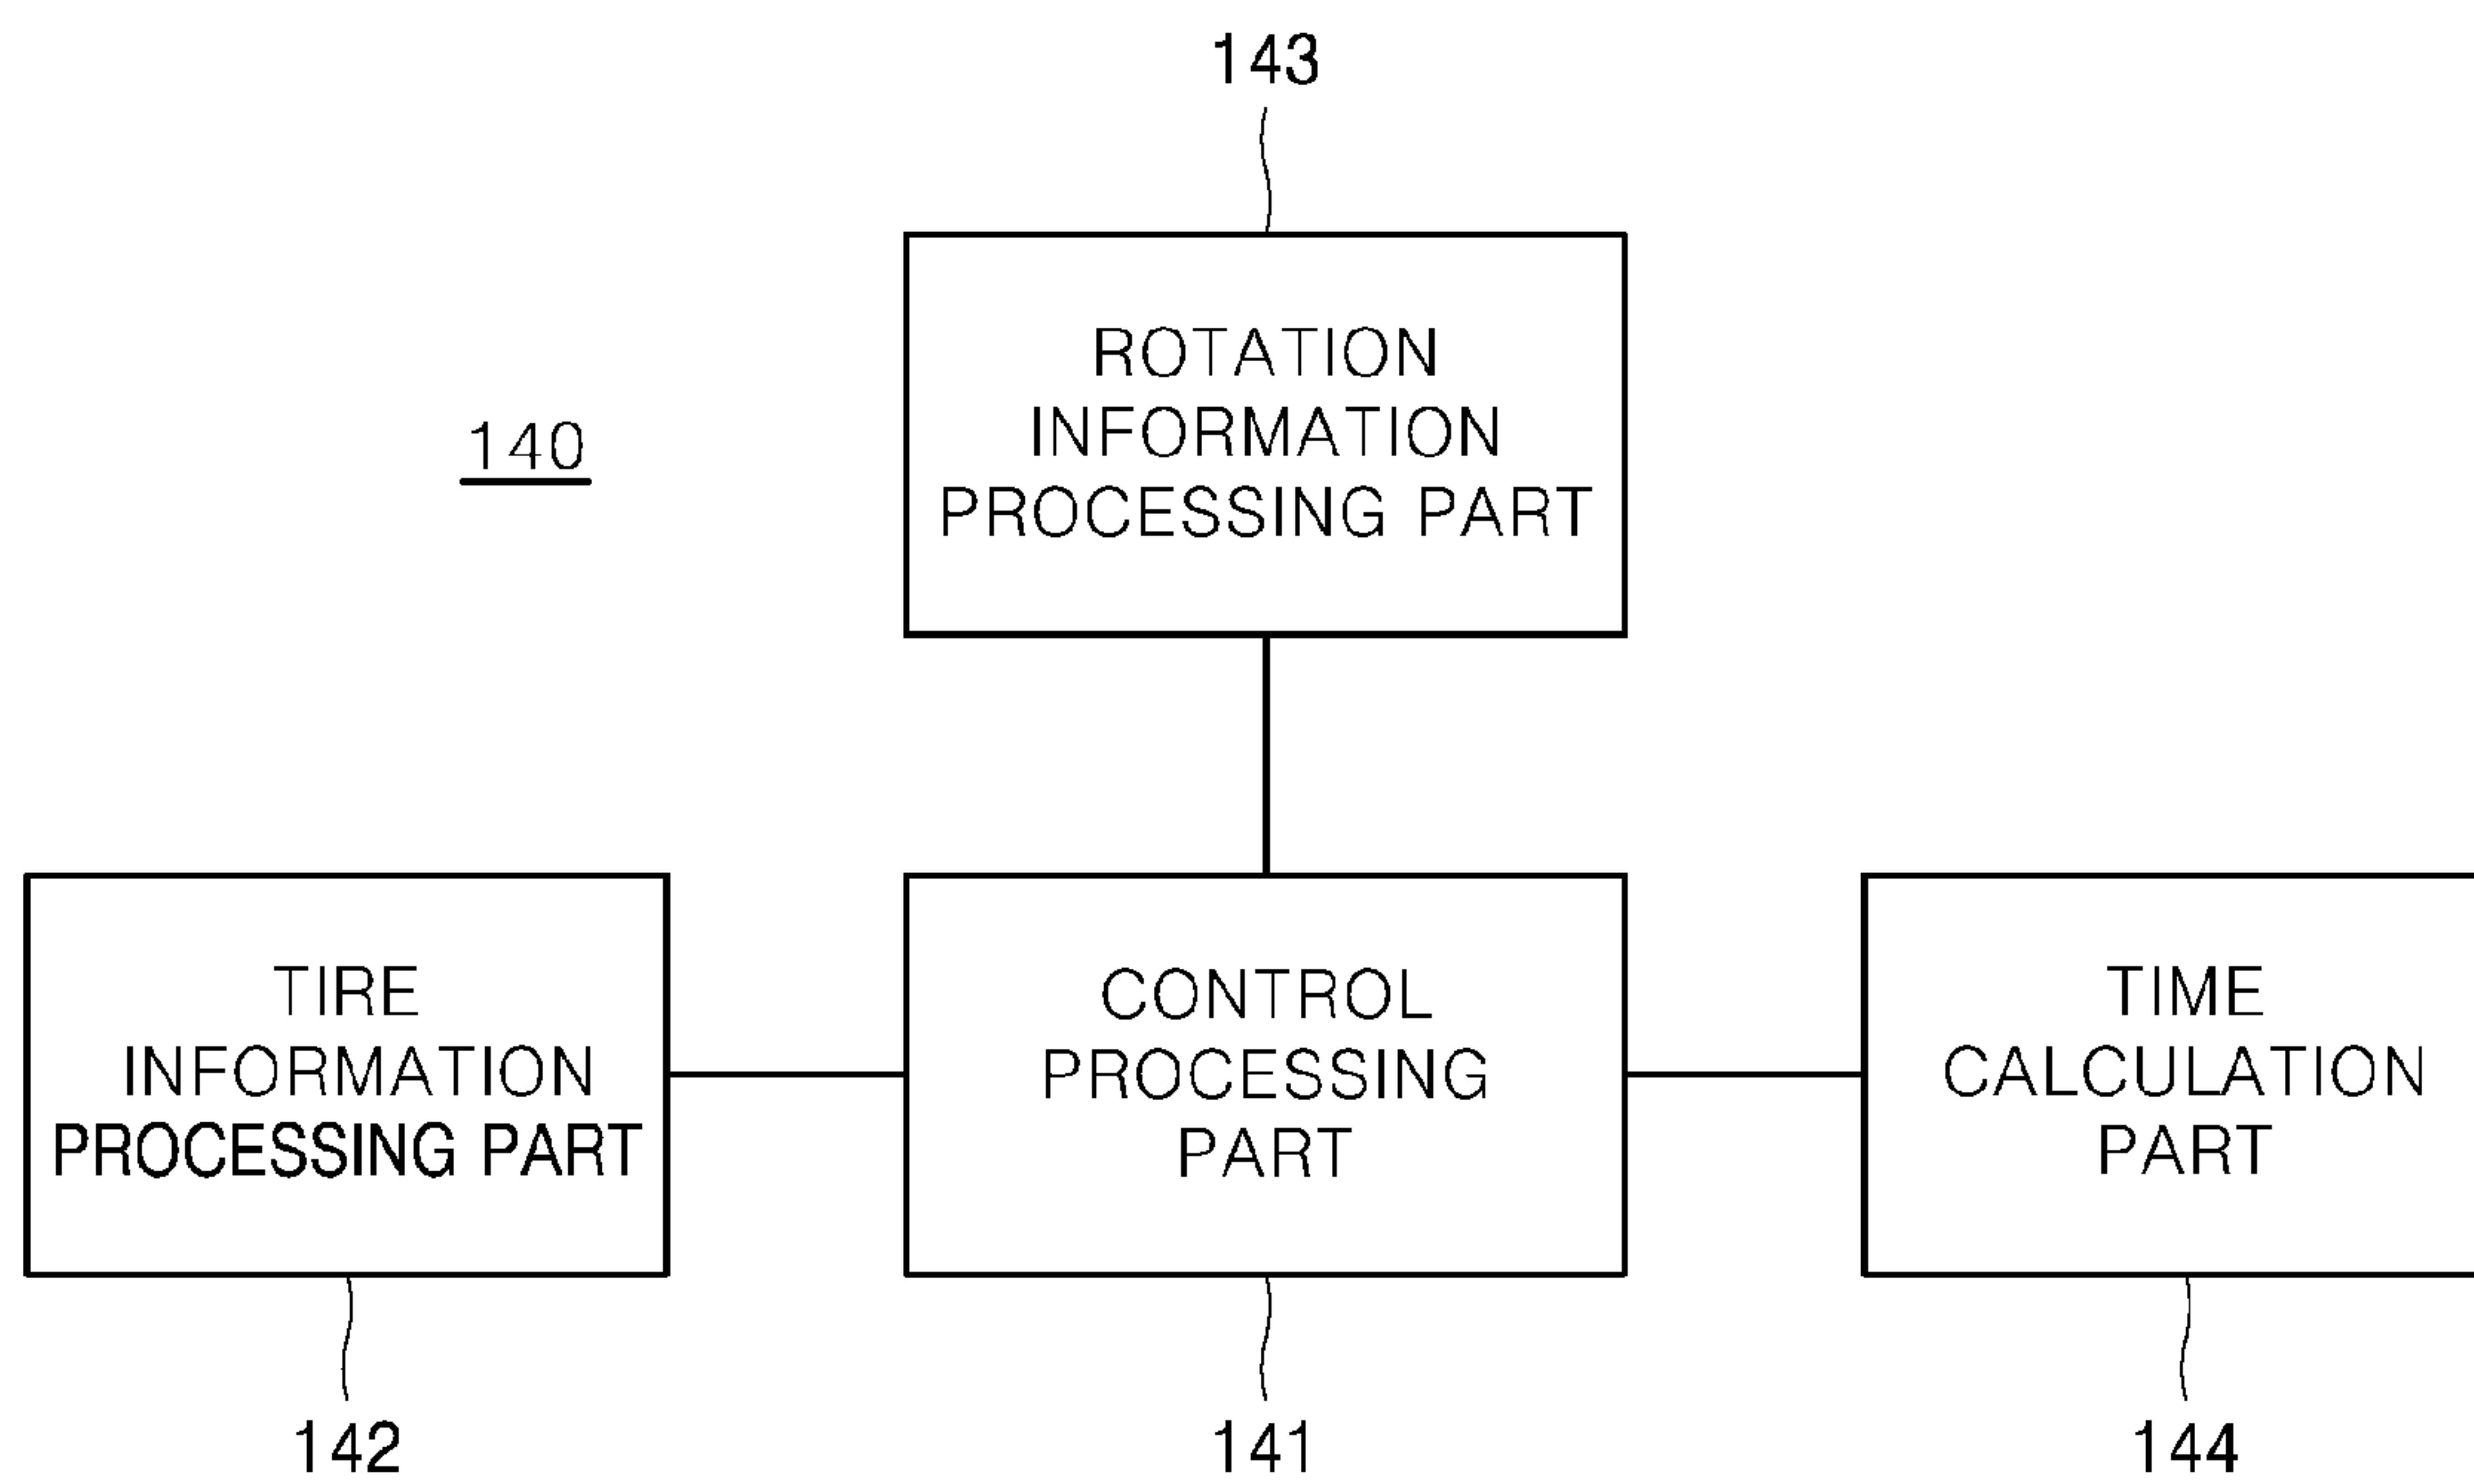 143
ROTATION
INFORMATION
PROCESSING PART
140
TIRE
INFORMATION
PROCESSING PART
CONTROL
PROCESSING
PART
TIME
CALCULATION
PART
142
141
144